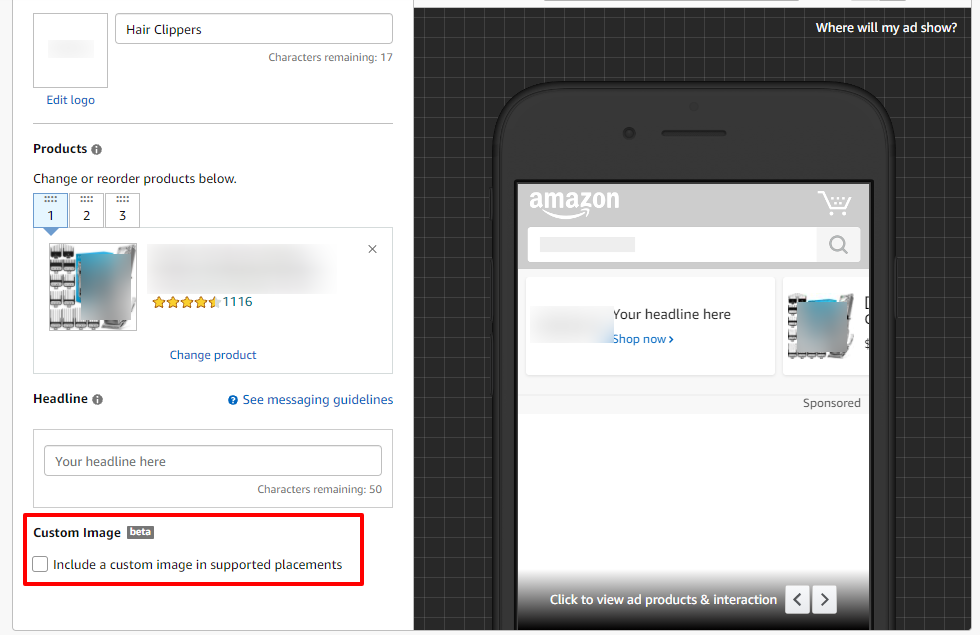 Hair Clippers
Characters remaining: 17
Edit logo
Products
Change or reorder products below.
1 2 3
1116
Change product
Headline
See messaging guidelines
Your headline here
Characters remaining: 50
Custom Image beta
Include a custom image in supported placements
Where will my ad show?
amazon
Your headline here
Shop now
Sponsored
Click to view ad products & interaction